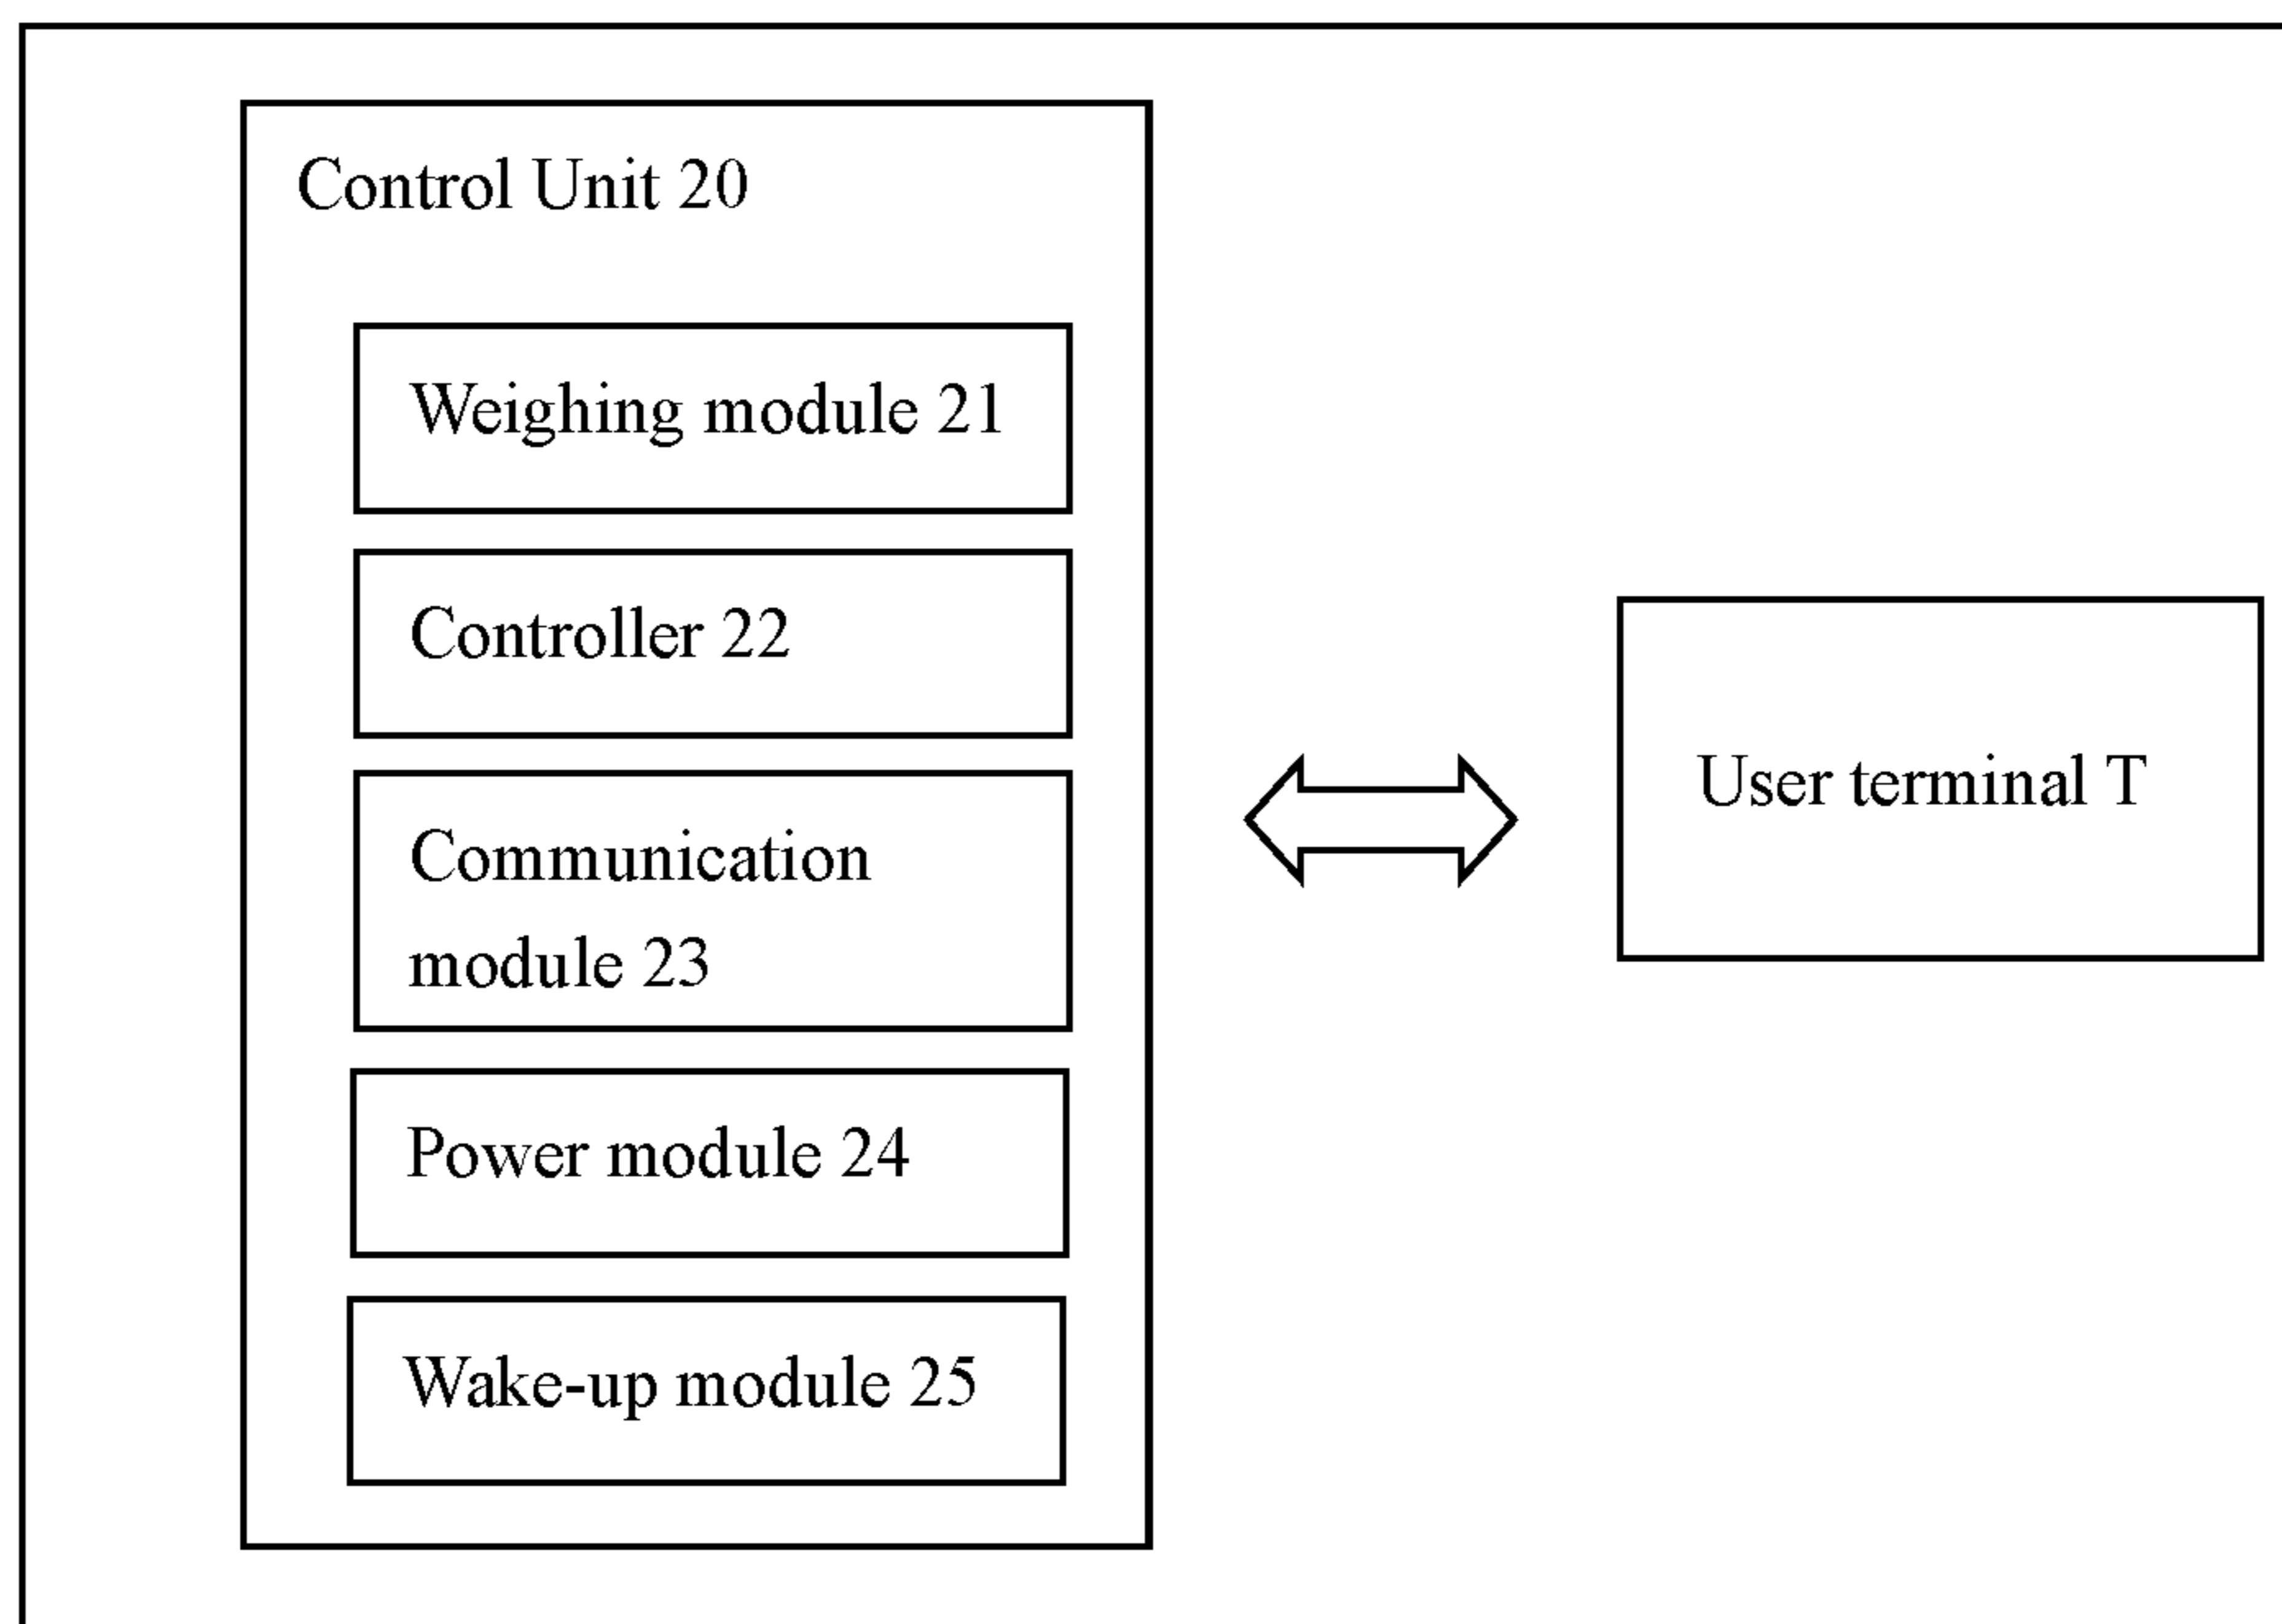 Control Unit 20
Weighing module 21
Controller 22
Communication
module 23
Power module 24
Wake-up module 25
User terminal T